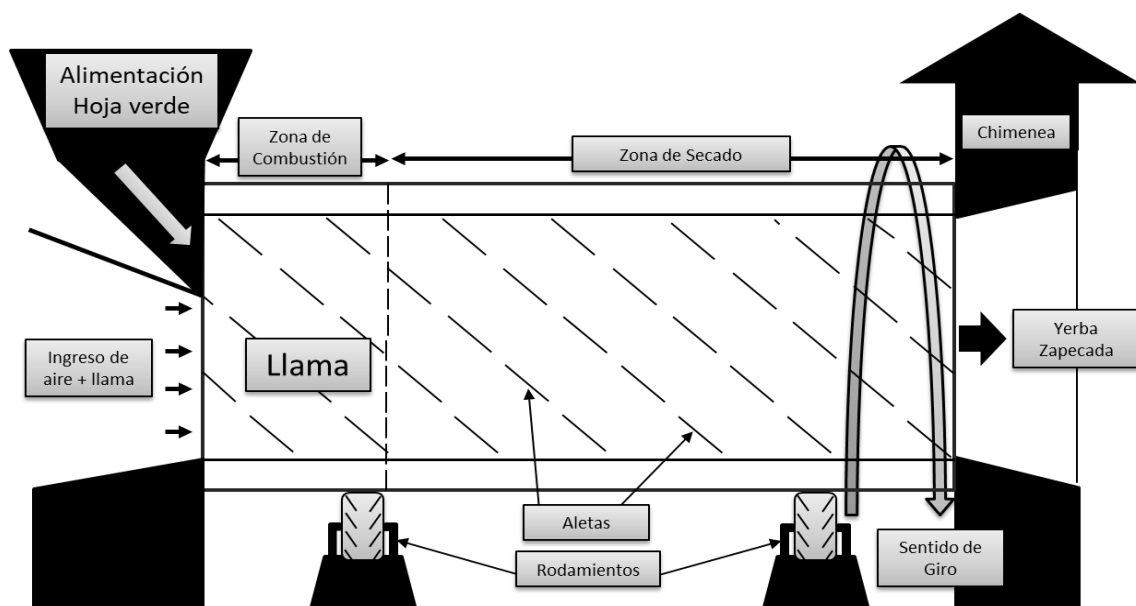 Alimentación
Hoja verde
Zona de
Combustión
Zona de Secado
Chimenea
Ingreso de
aire + llama
Llama
Yerba
Zapecada
Aletas
Rodamientos
Sentido de
Giro